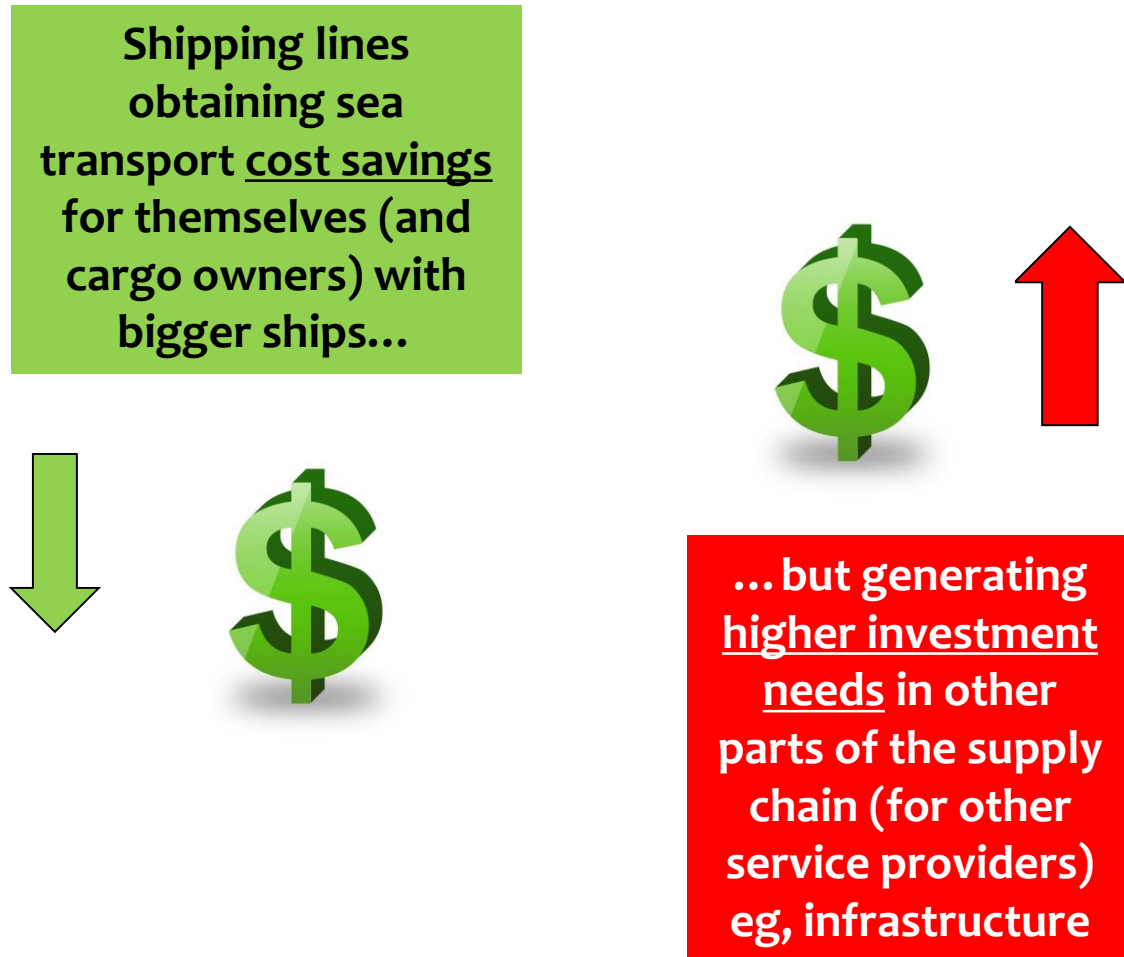 Shipping lines
obtaining sea
transport cost savings
for themselves (and
cargo owners) with
bigger ships…
$
$
…but generating
higher investment
needs in other
parts of the supply
chain (for other
service providers)
eg, infrastructure